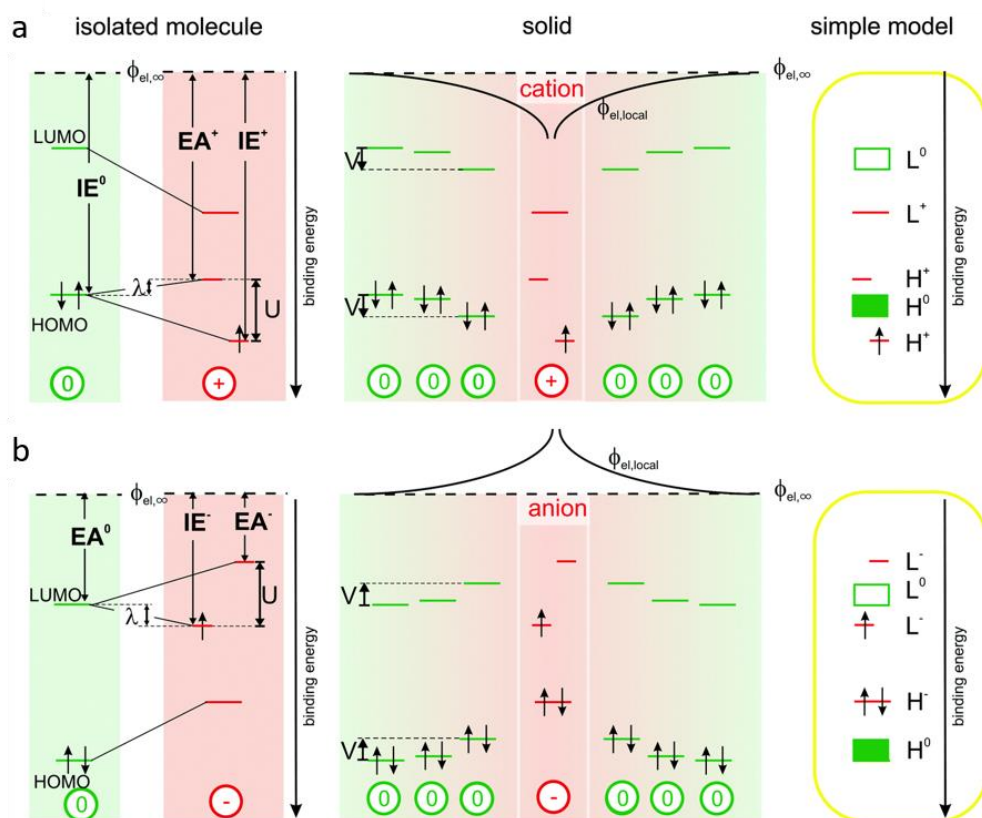 a
isolated molecule
solid
simple model
ϕel,∞
ϕel,∞
cation
ϕel,local
LUMO
EA⁺
IE⁺
IE⁰
V
L⁰
L⁺
binding energy
binding energy
λ
U
V
H⁺
H⁰
H⁺
HOMO
0
+
0
0
0
+
0
0
0
b
ϕel,local
ϕel,∞
ϕel,∞
anion
EA⁰
IE⁻
EA⁻
LUMO
U
λ
V
L⁻
L⁰
L⁻
binding energy
binding energy
H⁻
V
H⁰
HOMO
0
-
0
0
0
-
0
0
0